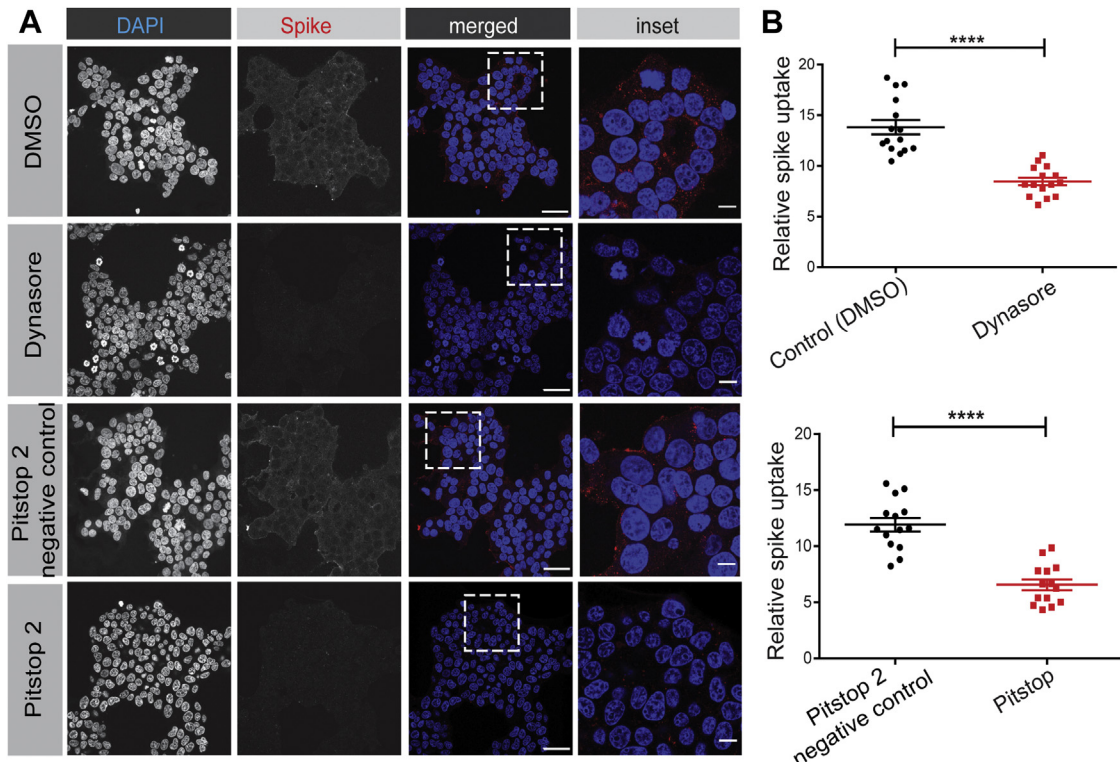 A
DAPI
Spike
merged
inset
DMSO
Dynasore
Pitstop 2
negative control
Pitstop 2
B
****
Relative spike uptake
20
15
10
5
0
Control (DMSO)
Dynasore
****
Relative spike uptake
20
15
10
5
0
Pitstop 2
negative control
Pitstop